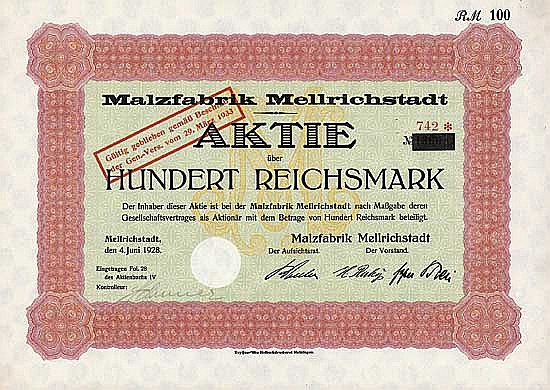 RM 100
Malzfabrik Mellrichstadt
Gültig geblieben gemäß Beschluß
der Gen.-Vers. vom 29. März 1933
AKTIE
742 *
№
über
HUNDERT REICHSMARK
Der Inhaber dieser Aktie ist bei der Malzfabrik Mellrichstadt nach Maßgabe deren
Gesellschaftsvertrages als Aktionär mit dem Betrage von Hundert Reichsmark beteiligt.
Mellrichstadt,
den 4. Juni 1928.
Malzfabrik Mellrichstadt
Der Aufsichtsrat.
Der Vorstand.
Eingetragen Fol. 28
des Aktienbuchs IV
Kontrolleur: